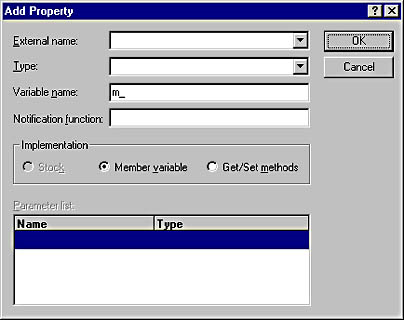 Add Property
External name:
OK
Type:
Cancel
Variable name: m_
Notification function:
Implementation
Stock Member variable Get/Set methods
Parameter list:
Name Type